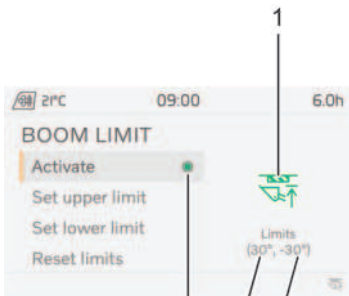 1
21°C 09:00 6.0h
BOOM LIMIT
Activate
Set upper limit
Set lower limit
Reset limits
Limits
(30°, -30°)